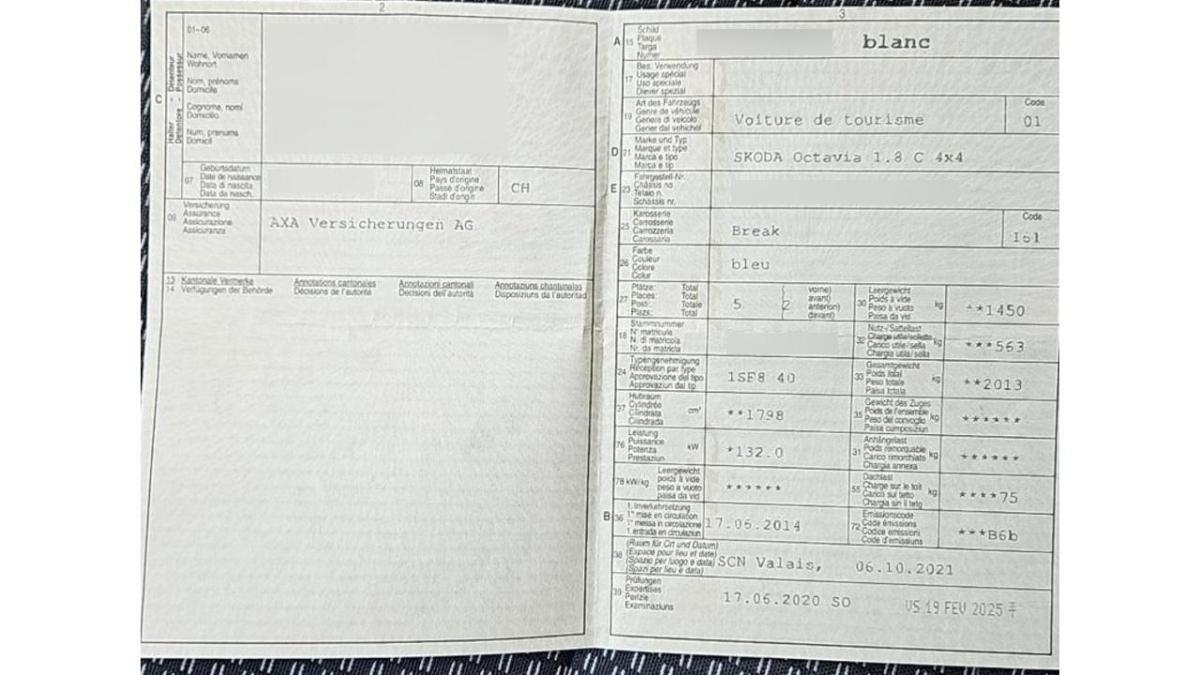 2
01-06
C
Halter - Détenteur
Detentore - Possessur
Name, Vornamen
Wohnort
Nom, prénoms
Domicile
Cognome, nomi
Domicilio
Num, prenums
Domicil
07
Geburtsdatum
Date de naissance
Data di nascita
Data da nasch.
08
Heimatstaat
Pays d'origine
Paese d'origine
Stadi d'origin
CH
09
Versicherung
Assurance
Assicurazione
Assicuranza
AXA Versicherungen AG
13 Kantonale Vermerke Annotations cantonales Annotazioni cantonali Annotaziuns chantunalas
14 Verfügungen der Behörde Décisions de l'autorité Decisioni dell'autorità Disposiziuns da l'autoritad
3
A 15
Schild
Plaque
Targa
Numer
blanc
17
Bes. Verwendung
Usage spécial
Uso speciale
Diever spezial
19
Art des Fahrzeugs
Genre de véhicule
Genere di veicolo
Gener dal vehichel
Voiture de tourisme
Code
01
D 21
Marke und Typ
Marque et type
Marca e tipo
Marca e tip
SKODA Octavia 1.8 C 4x4
E 23
Fahrgestell-Nr.
Châssis no
Telaio n.
Schassis nr.
25
Karosserie
Carrosserie
Carrozzeria
Carossaria
Break
Code
151
26
Farbe
Couleur
Colore
Colur
bleu
27
Plätze: Total
Places: Total
Posti: Totale
Plazs: Total
5
2
vorne)
avant)
anteriori)
davant)
30
Leergewicht
Poids à vide
Peso a vuoto
Paisa da vid
kg
**1450
18
Stammnummer
N° matricule
N. di matricola
Nr. da matricla
32
Nutz-/Sattellast
Charge utile/sellette
Carico utile/sella
Chargia utila/sella
kg
***563
24
Typengenehmigung
Réception par type
Approvazione del tipo
Approvaziun dal tip
1SF8 40
33
Gesamtgewicht
Poids total
Peso totale
Paisa totala
kg
**2013
37
Hubraum
Cylindrée
Cilindrata
Cilindrada
cm³
**1798
35
Gewicht des Zuges
Poids de l'ensemble
Peso del convoglio
Paisa cumposiziun
kg
******
76
Leistung
Puissance
Potenza
Prestaziun
kW
*132.0
31
Anhängelast
Poids remorquable
Carico rimorchiato
Chargia annexa
kg
******
78 kW/kg
Leergewicht
poids à vide
peso a vuoto
paisa da vid
******
55
Dachlast
Charge sur le toit
Carico sul tetto
Chargia sin il tetg
kg
****75
B 36
1. Inverkehrsetzung
1re mise en circulation
1a messa in circolazione
1. entrada en circulaziun
17.06.2014
72
Emissionscode
Code émissions
Codice emissioni
Code d'emissiuns
***B6b
38
(Raum für Ort und Datum)
(Espace pour lieu et date)
(Spazio per luogo e data)
(Spazi per lieu e data)
SCN Valais, 06.10.2021
39
Prüfungen
Expertises
Perizie
Examinaziuns
17.06.2020 SO
VS 19 FEV 2025